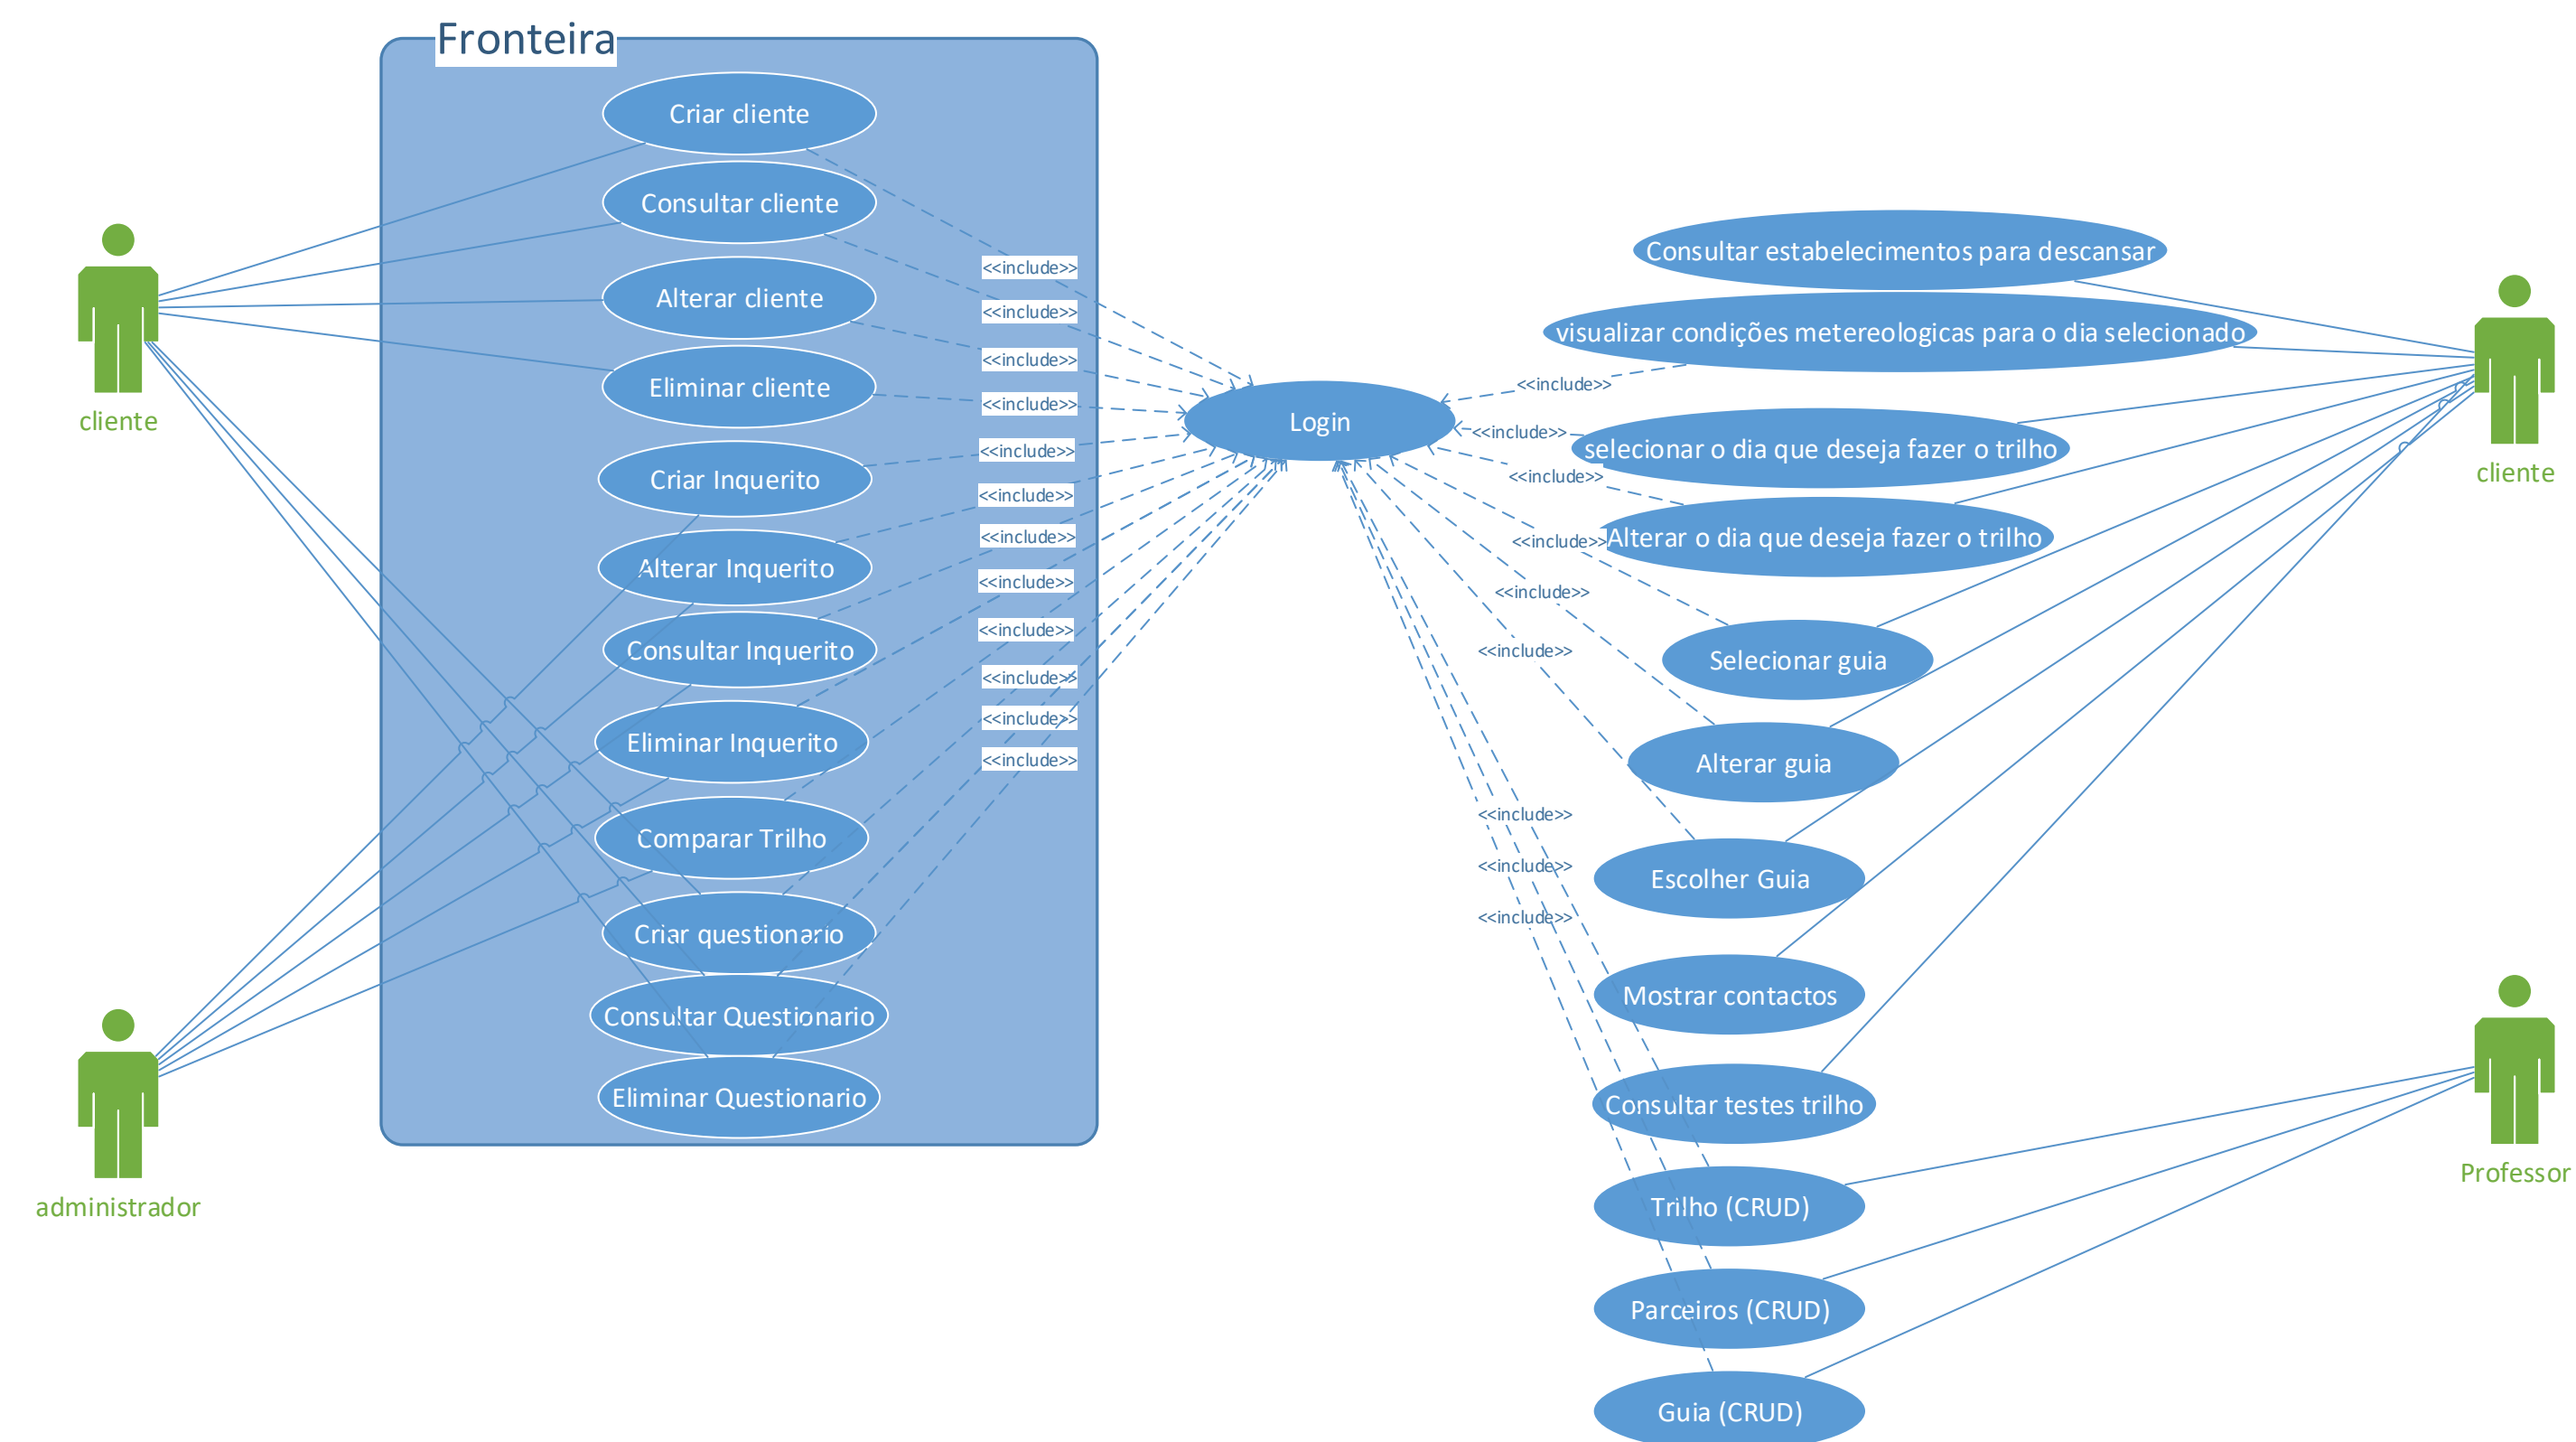 Fronteira
Criar cliente
Consultar cliente
Alterar cliente
Eliminar cliente
Criar Inquerito
Alterar Inquerito
Consultar Inquerito
Eliminar Inquerito
Comparar Trilho
Criar questionario
Consultar Questionario
Eliminar Questionario
cliente
administrador
<<include>>
<<include>>
<<include>>
<<include>>
<<include>>
<<include>>
<<include>>
<<include>>
<<include>>
<<include>>
<<include>>
<<include>>
Login
<<include>>
<<include>>
<<include>>
<<include>>
<<include>>
<<include>>
<<include>>
<<include>>
<<include>>
Consultar estabelecimentos para descansar
visualizar condições metereologicas para o dia selecionado
selecionar o dia que deseja fazer o trilho
Alterar o dia que deseja fazer o trilho
Selecionar guia
Alterar guia
Escolher Guia
Mostrar contactos
Consultar testes trilho
Trilho (CRUD)
Parceiros (CRUD)
Guia (CRUD)
cliente
Professor